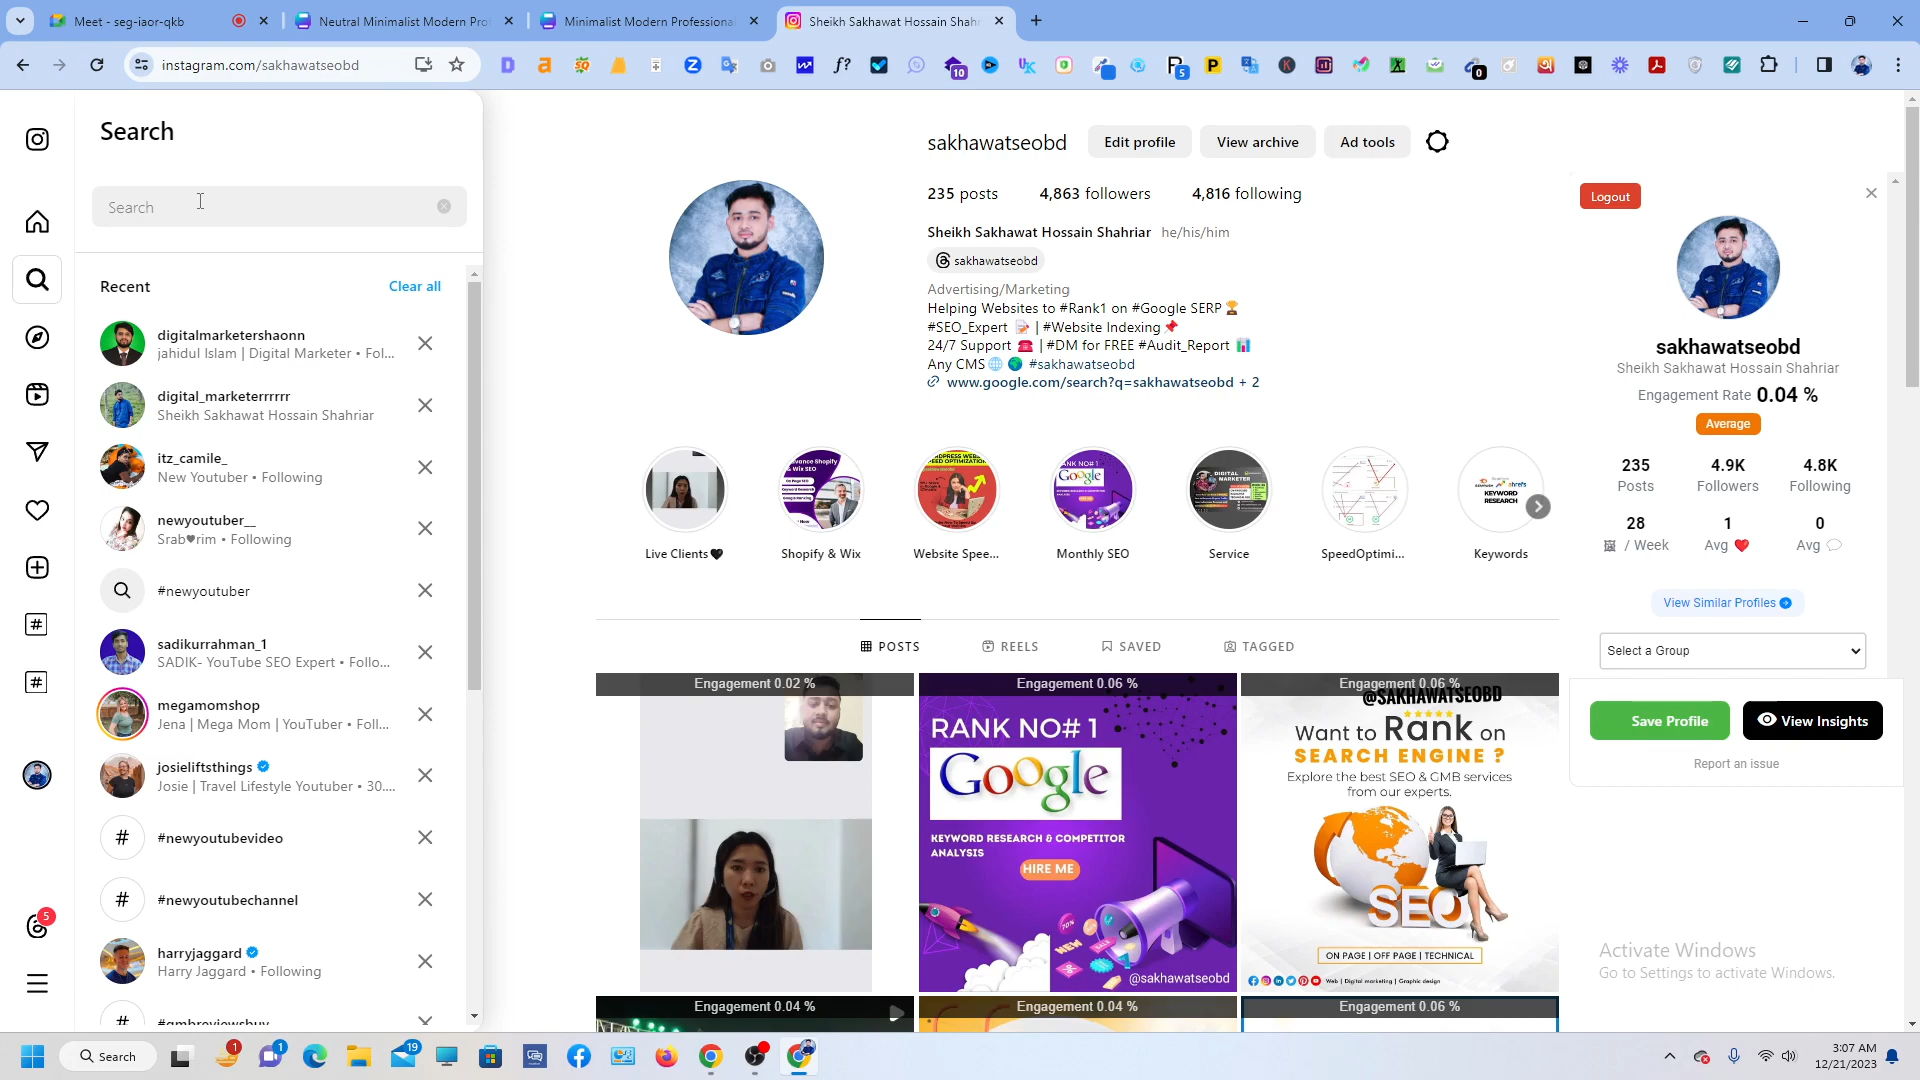 Meet - seg-iaor-qkb
Neutral Minimalist Modern Pro
Minimalist Modern Professiona
Sheikh Sakhawat Hossain Shahr
instagram.com/sakhawatseobd
Search
Search
Recent
Clear all
digitalmarketershaonn
jahidul Islam | Digital Marketer • Fol...
digital_marketerrrrrr
Sheikh Sakhawat Hossain Shahriar
itz_camile_
New Youtuber • Following
newyoutuber__
Srab♥rim • Following
#newyoutuber
sadikurrahman_1
SADIK- YouTube SEO Expert • Follo...
megamomshop
Jena | Mega Mom | YouTuber • Foll...
josieliftsthings
Josie | Travel Lifestyle Youtuber • 30....
#newyoutubevideo
#newyoutubechannel
harryjaggard
Harry Jaggard • Following
#gmbreviewsbuy
5
sakhawatseobd
Edit profile
View archive
Ad tools
235 posts
4,863 followers
4,816 following
Sheikh Sakhawat Hossain Shahriar he/his/him
sakhawatseobd
Advertising/Marketing
Helping Websites to #Rank1 on #Google SERP🏆
#SEO_Expert 📝 | #Website Indexing📌
24/7 Support ☎️ | #DM for FREE #Audit_Report 📊
Any CMS🌐 🌍 #sakhawatseobd
www.google.com/search?q=sakhawatseobd + 2
Live Clients🖤
Shopify & Wix
Website Spee...
Monthly SEO
Service
SpeedOptimi...
Keywords
POSTS
REELS
SAVED
TAGGED
Engagement 0.02 %
Engagement 0.06 %
RANK NO# 1
Google
KEYWORD RESEARCH & COMPETITOR
ANALYSIS
HIRE ME
@sakhawatseobd
Engagement 0.06 %
@SAKHAWATSEOBD
Want to Rank on
SEARCH ENGINE ?
Explore the best SEO & GMB services
from our experts.
SEO
ON PAGE | OFF PAGE | TECHNICAL
Web | Digital marketing | Graphic design
Engagement 0.04 %
Engagement 0.04 %
Engagement 0.06 %
Logout
sakhawatseobd
Sheikh Sakhawat Hossain Shahriar
Engagement Rate 0.04 %
Average
235
Posts
4.9K
Followers
4.8K
Following
28
/ Week
1
Avg ❤️
0
Avg 💬
View Similar Profiles
Select a Group
Save Profile
View Insights
Report an issue
Activate Windows
Go to Settings to activate Windows.
Search
1
1
19
3:07 AM
12/21/2023